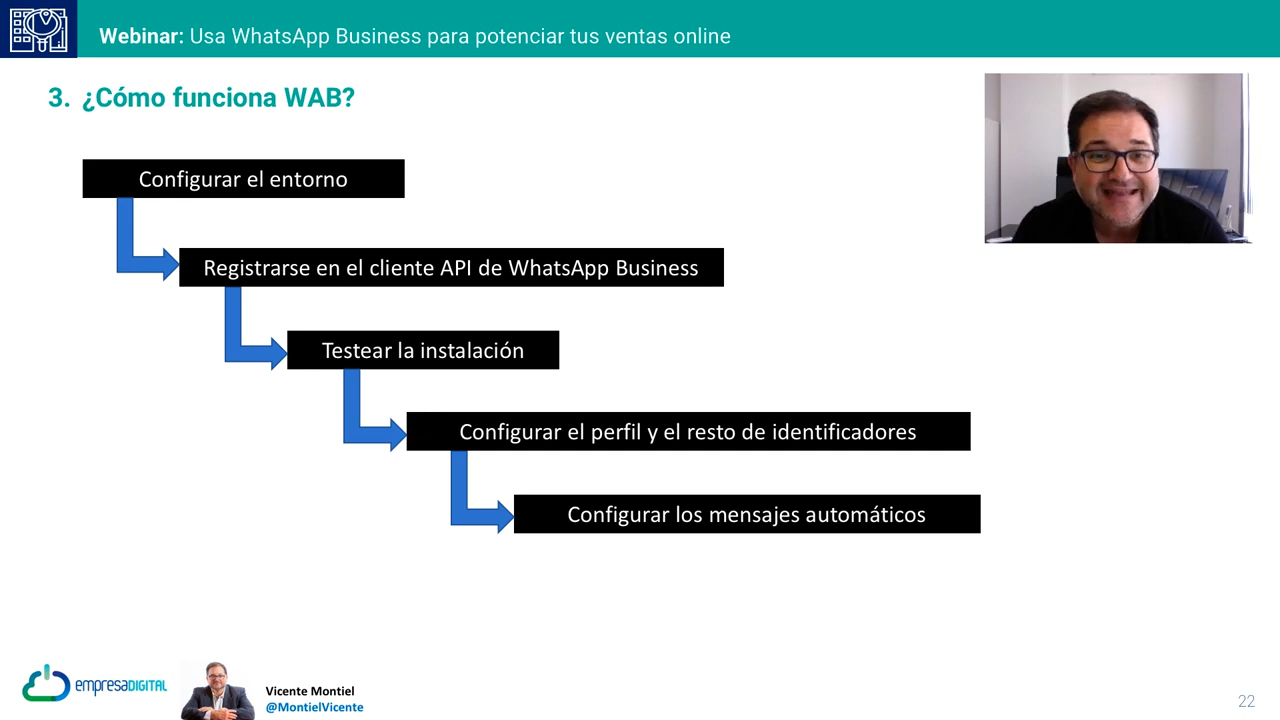 Webinar: Usa WhatsApp Business para potenciar tus ventas online
3. ¿Cómo funciona WAB?
Configurar el entorno
Registrarse en el cliente API de WhatsApp Business
Testear la instalación
Configurar el perfil y el resto de identificadores
Configurar los mensajes automáticos
empresaDIGITAL
Vicente Montiel
@MontielVicente
22